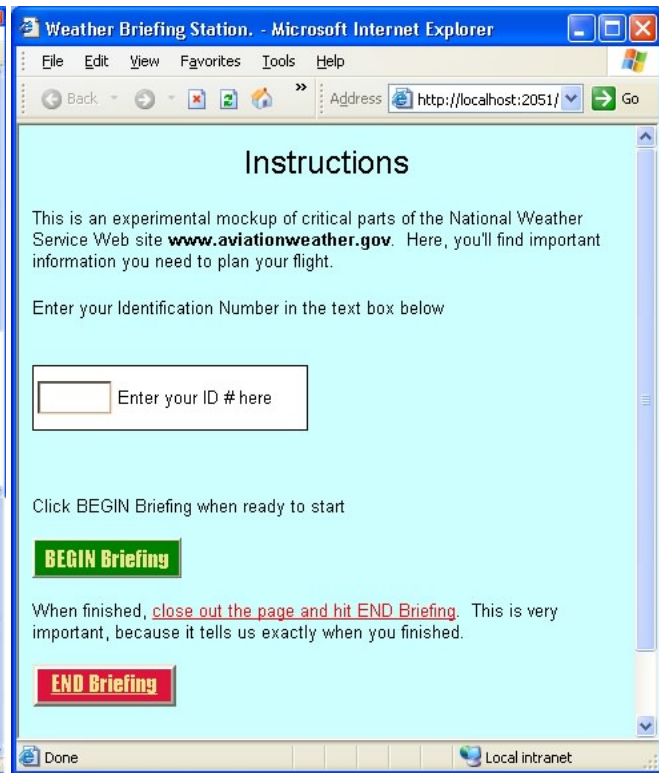 Weather Briefing Station. - Microsoft Internet Explorer
File Edit View Favorites Tools Help
Back » Address http://localhost:2051/ Go
Instructions
This is an experimental mockup of critical parts of the National Weather
Service Web site www.aviationweather.gov. Here, you'll find important
information you need to plan your flight.
Enter your Identification Number in the text box below
Enter your ID # here
Click BEGIN Briefing when ready to start
BEGIN Briefing
When finished, close out the page and hit END Briefing. This is very
important, because it tells us exactly when you finished.
END Briefing
Done Local intranet